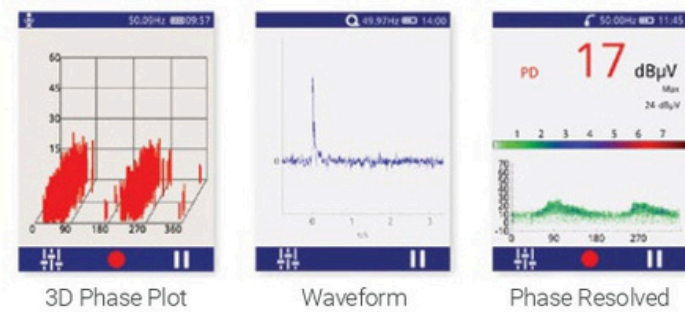 50.09Hz 09:57
60
45
30
15
0 90 180 270 360
3D Phase Plot
49.97Hz 14:00
0
0 1 2 3
Waveform
50.00Hz 11:45
PD 17 dBµV
Max
24 dBµV
1 2 3 4 5 6 7
0 90 180 270
Phase Resolved